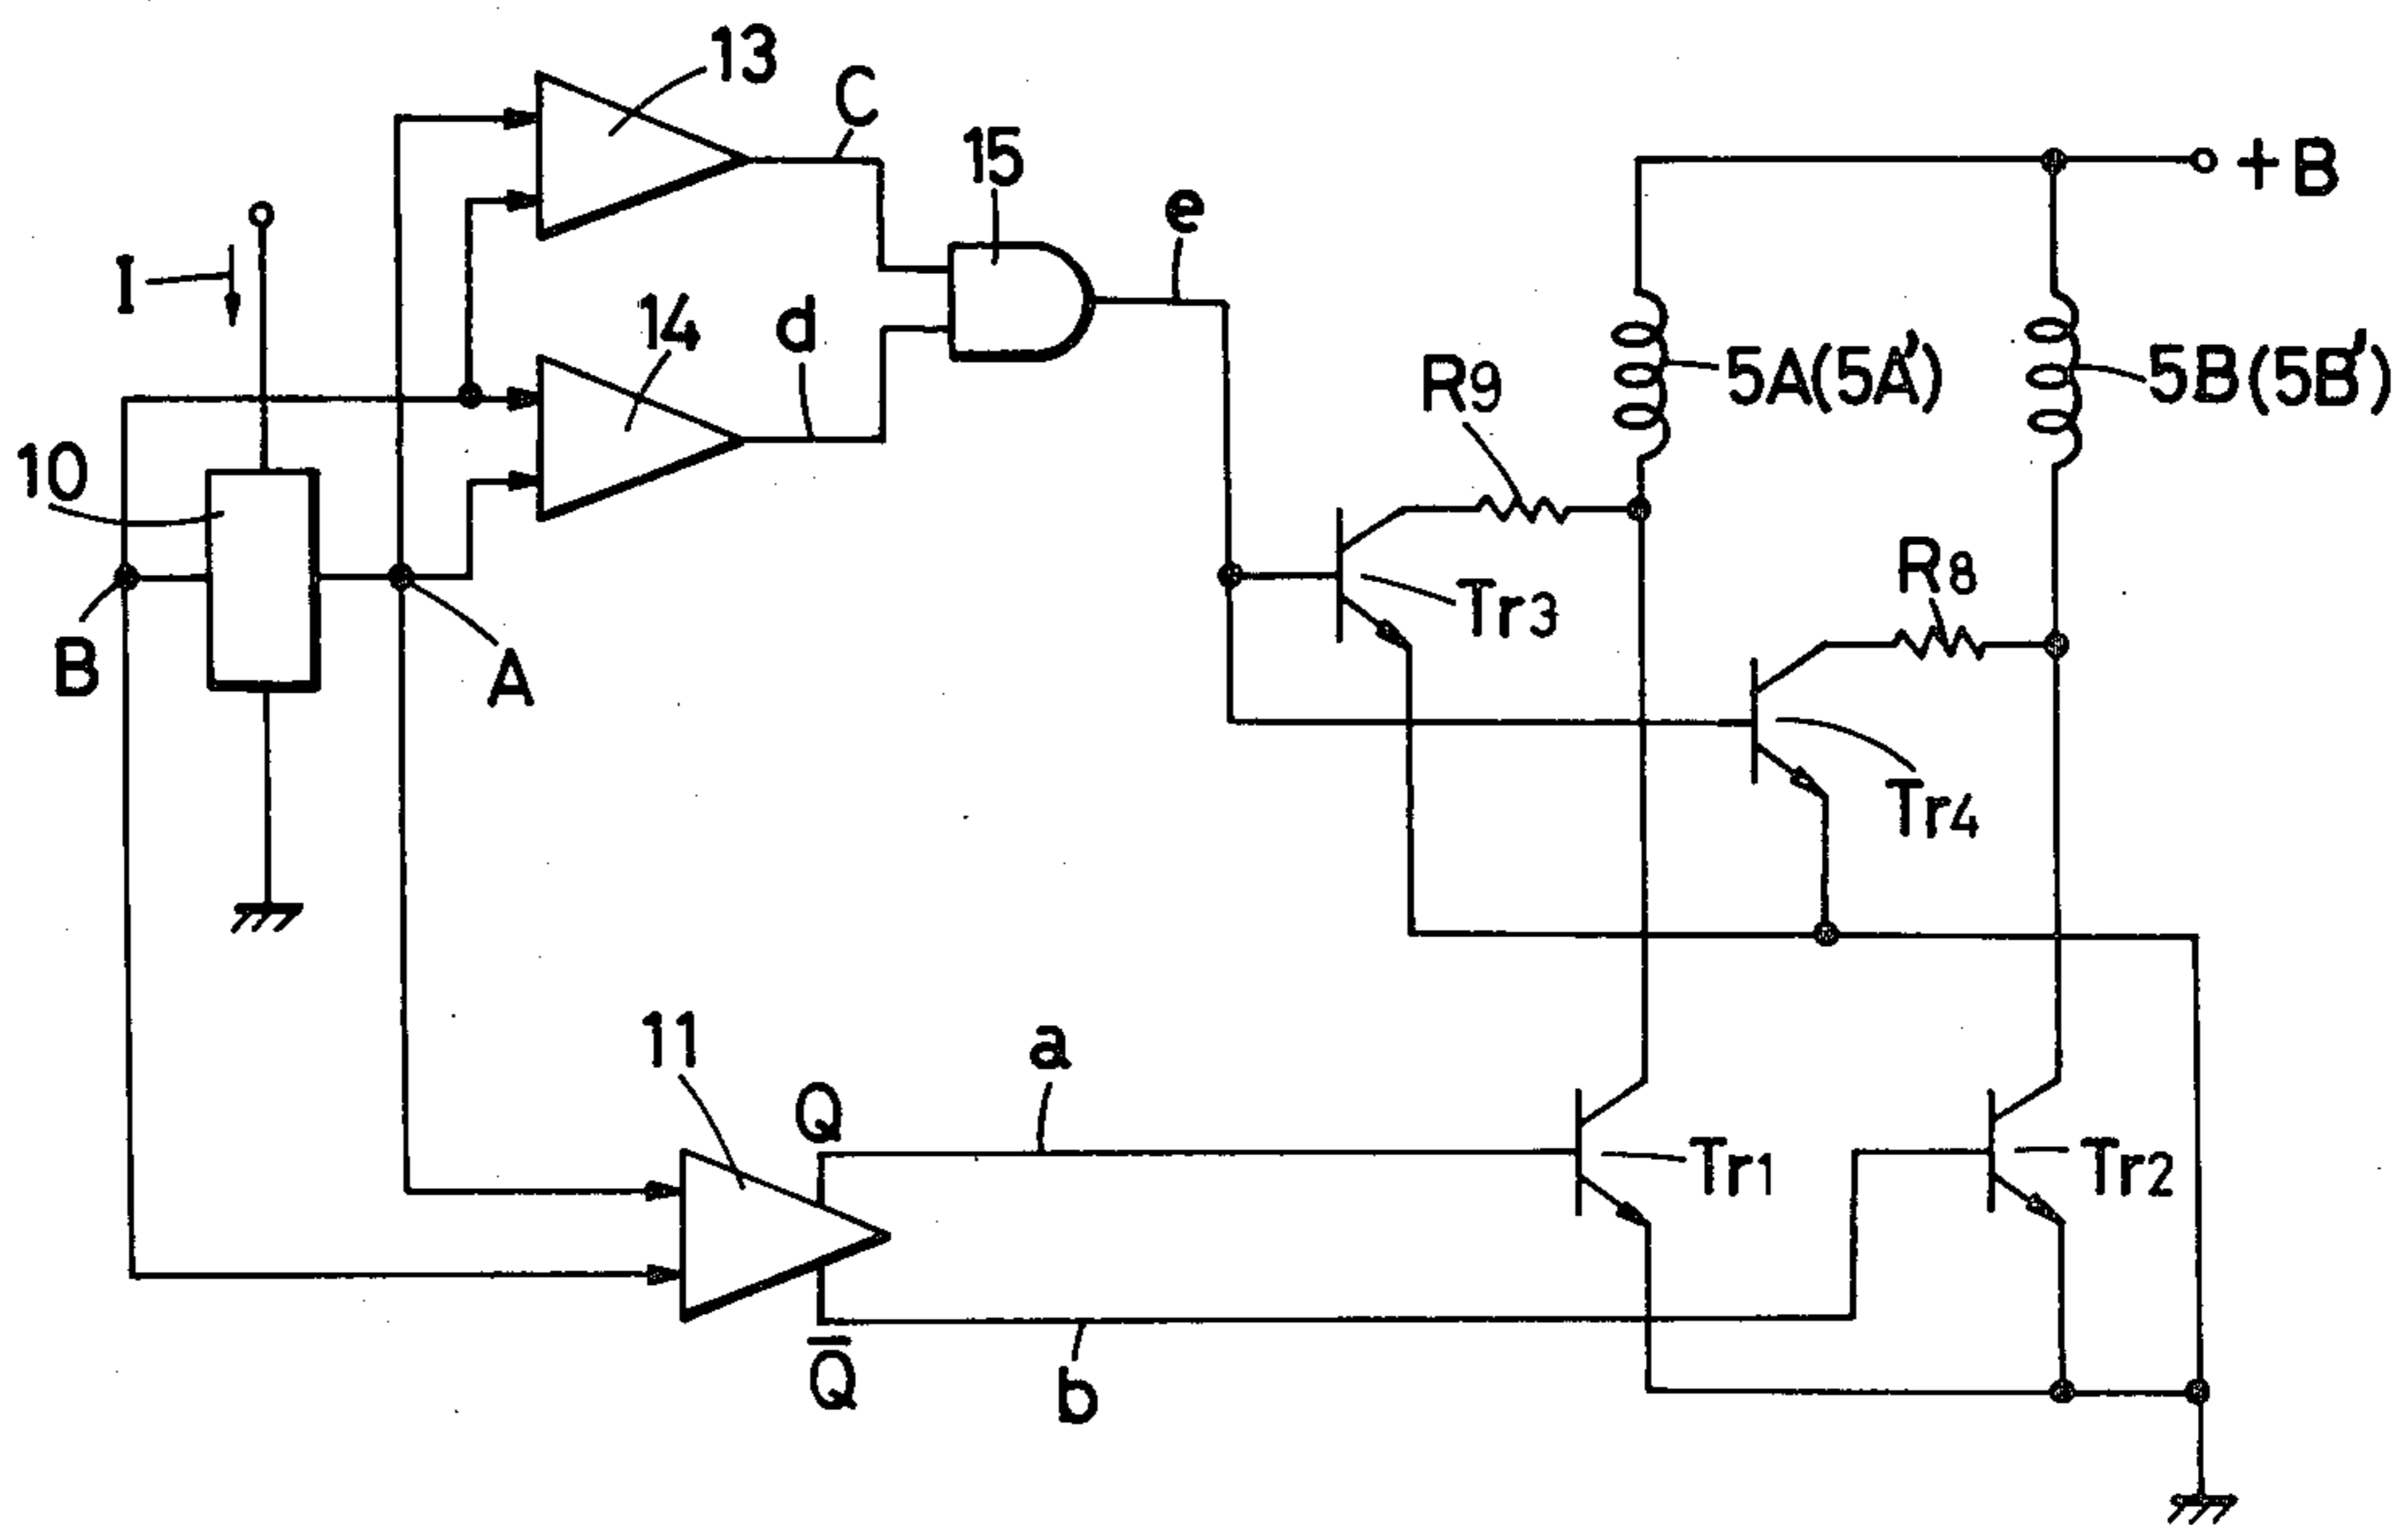 13
C
15
+B
e
I
14
d
R9
5A(5A')
5B(5B')
10
R8
Tr3
B
A
Tr4
11
a
Q
Tr1
Tr2
Q̅
b